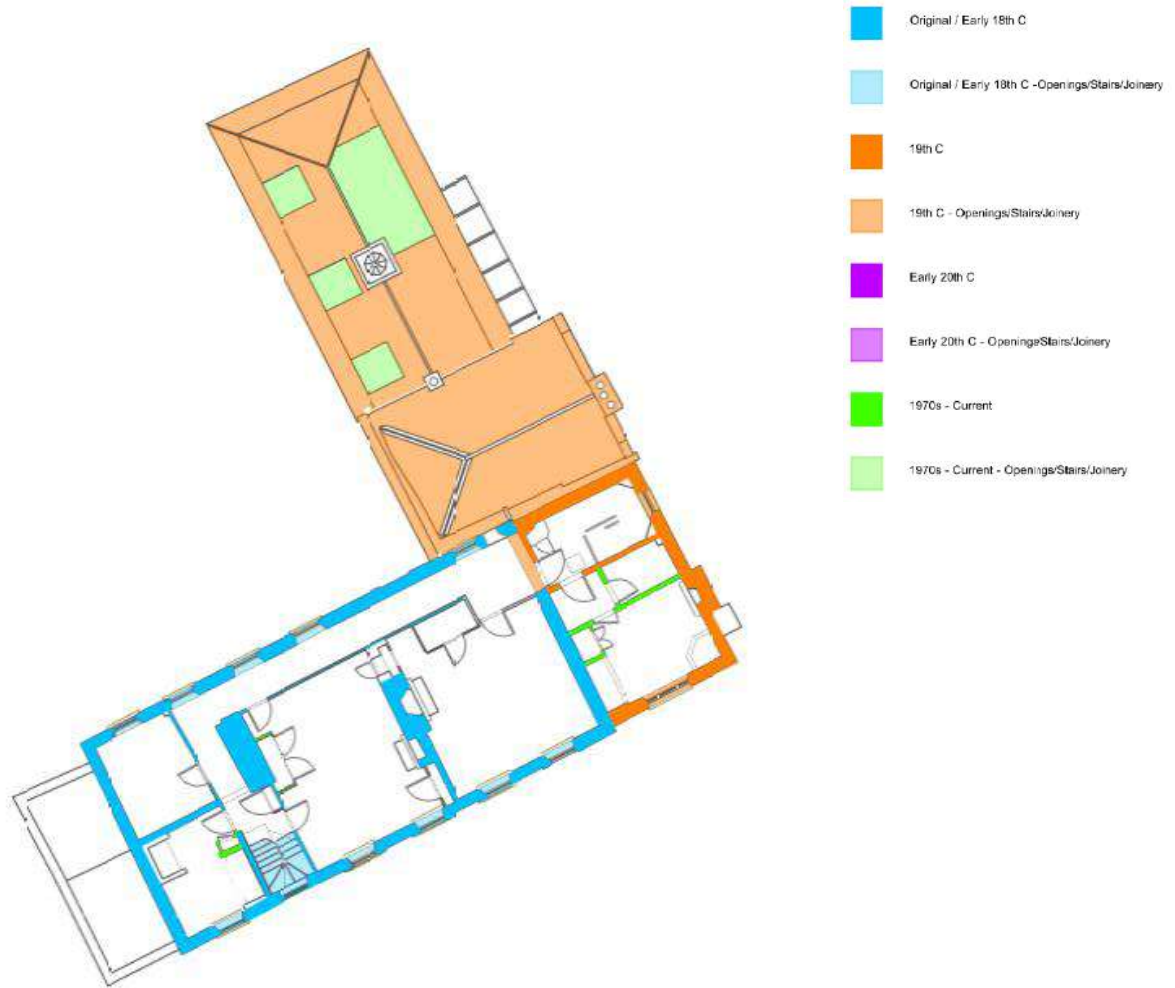 Original / Early 18th C
Original / Early 18th C -Openings/Stairs/Joinery
19th C
19th C - Openings/Stairs/Joinery
Early 20th C
Early 20th C - Openings/Stairs/Joinery
1970s - Current
1970s - Current - Openings/Stairs/Joinery